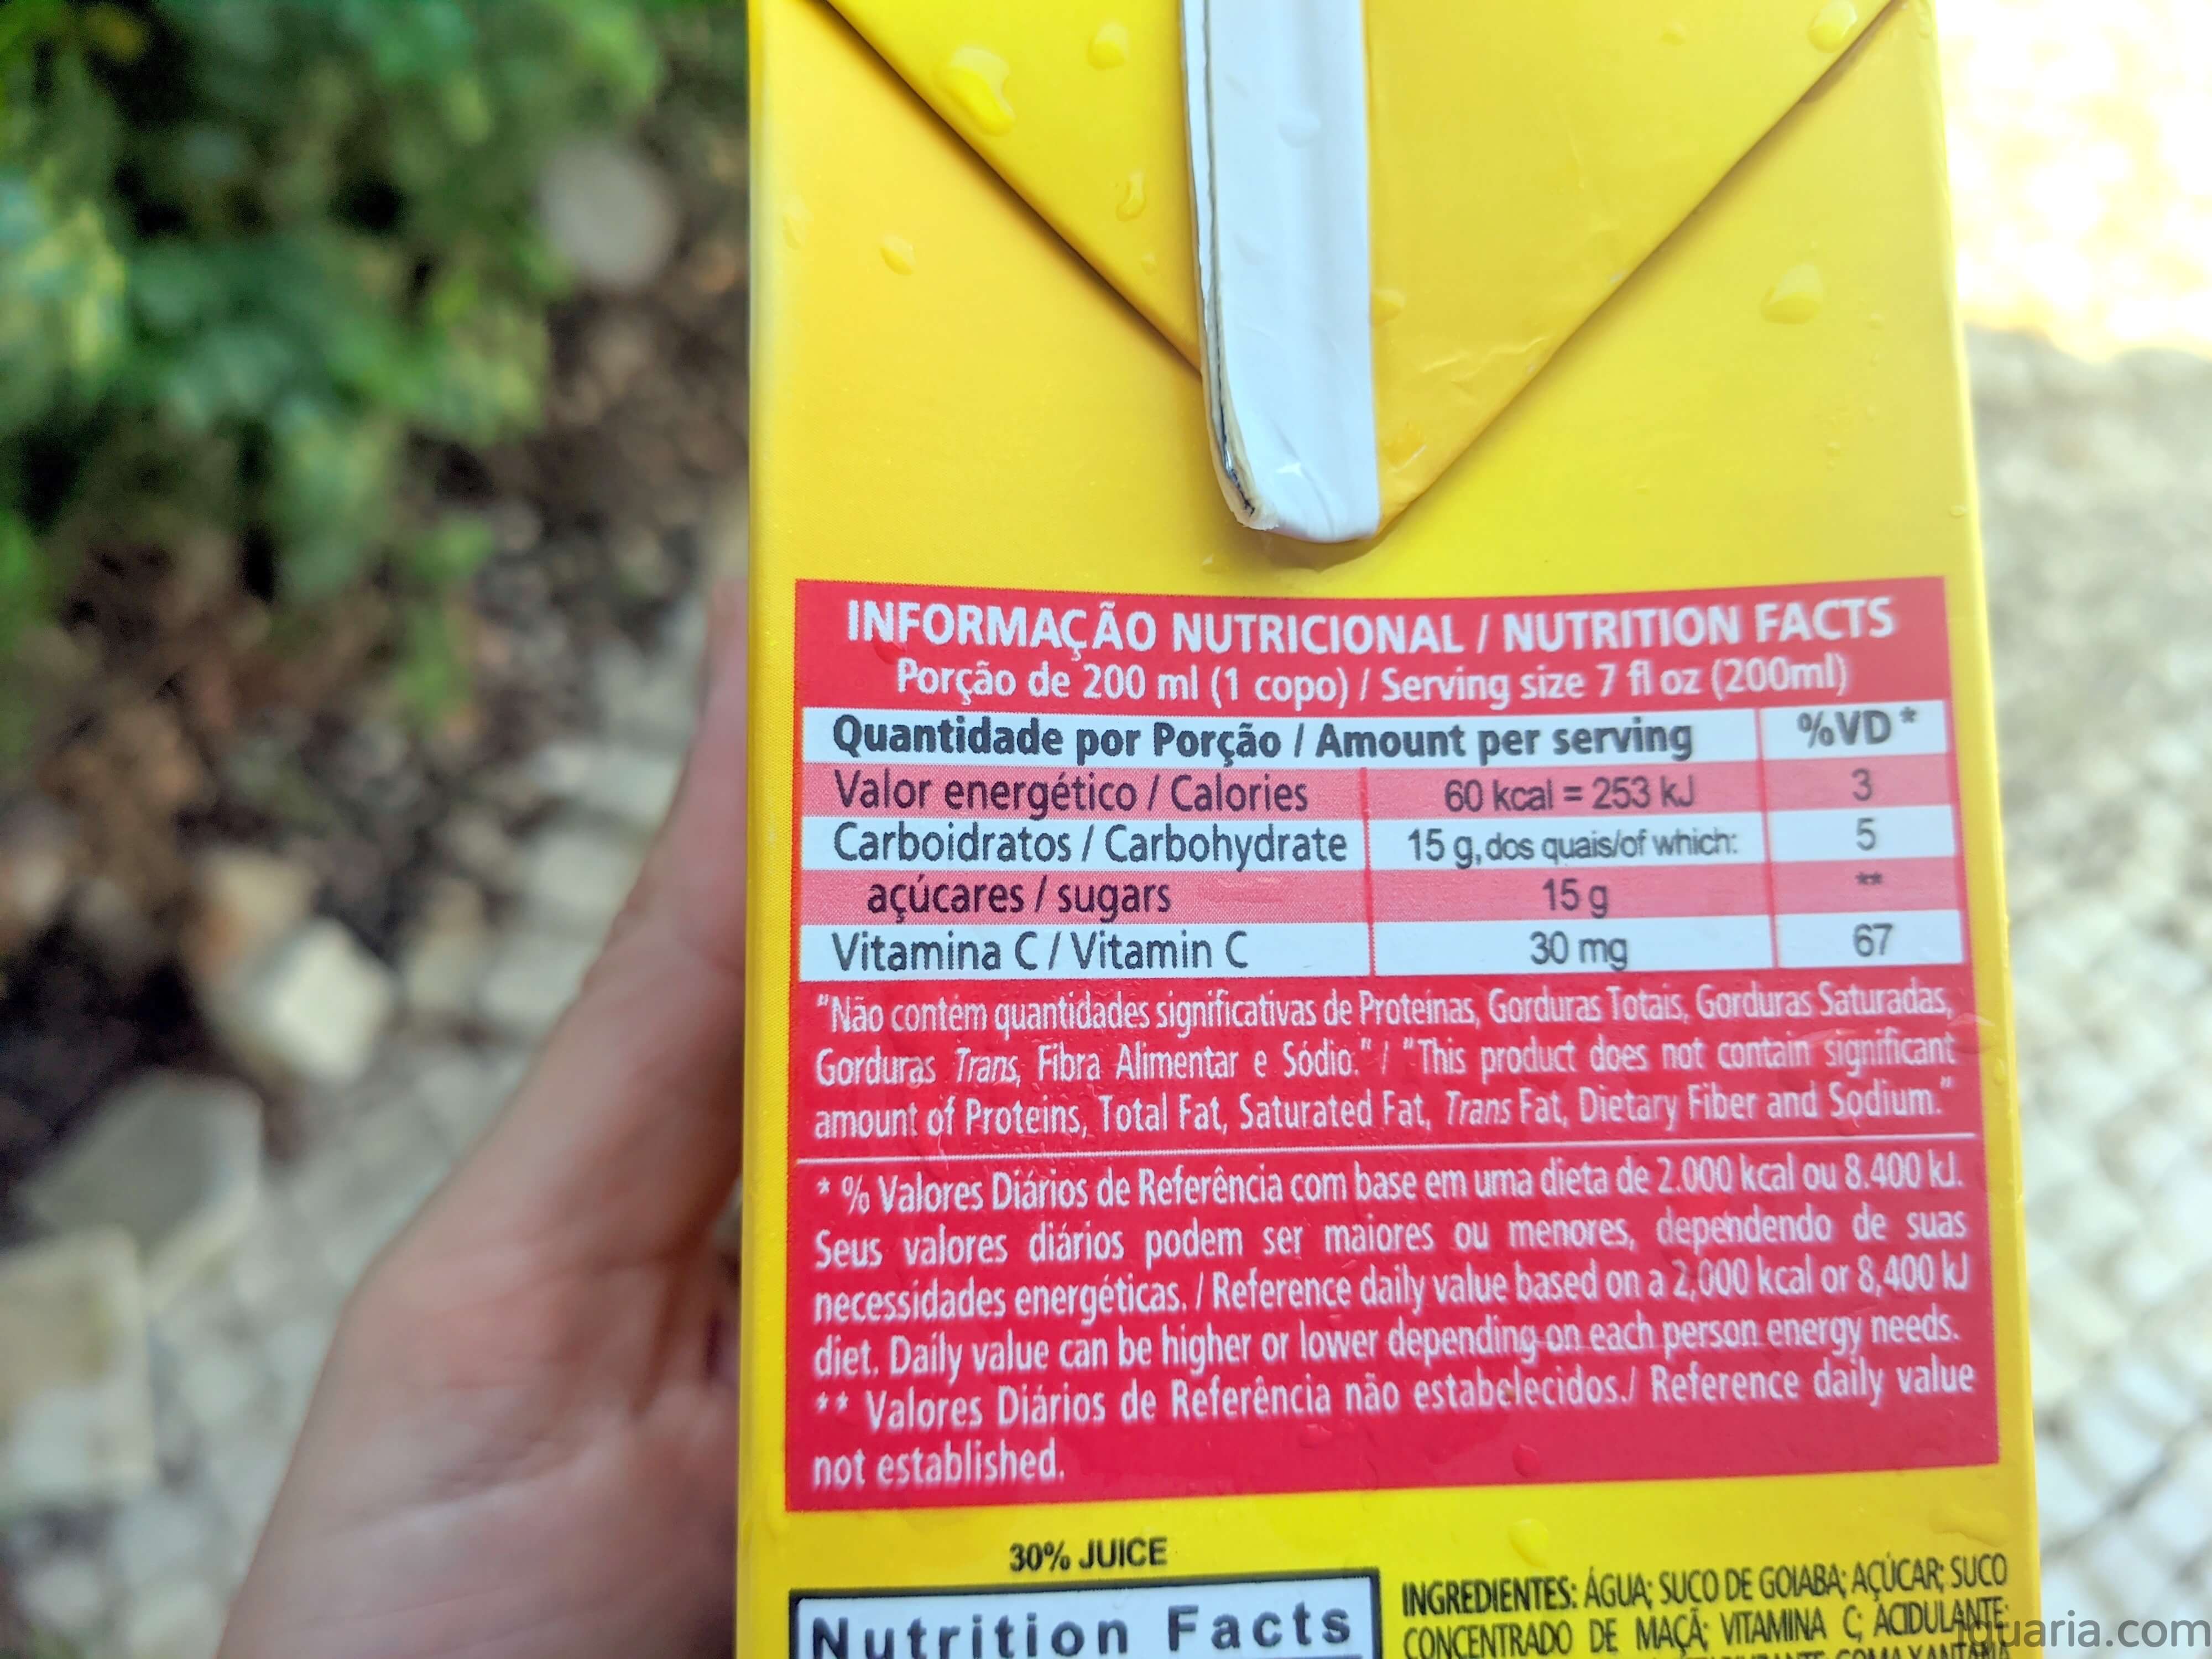 INFORMAÇÃO NUTRICIONAL / NUTRITION FACTS
Porção de 200 ml (1 copo) / Serving size 7 fl oz (200ml)
Quantidade por Porção / Amount per serving %VD*
Valor energético / Calories 60 kcal = 253 kJ 3
Carboidratos / Carbohydrate 15 g, dos quais/of which: 5
açúcares / sugars 15 g **
Vitamina C / Vitamin C 30 mg 67
"Não contém quantidades significativas de Proteínas, Gorduras Totais, Gorduras Saturadas,
Gorduras Trans, Fibra Alimentar e Sódio." / "This product does not contain significant
amount of Proteins, Total Fat, Saturated Fat, Trans Fat, Dietary Fiber and Sodium."
* % Valores Diários de Referência com base em uma dieta de 2.000 kcal ou 8.400 kJ.
Seus valores diários podem ser maiores ou menores, dependendo de suas
necessidades energéticas. / Reference daily value based on a 2,000 kcal or 8,400 kJ
diet. Daily value can be higher or lower depending on each person energy needs.
** Valores Diários de Referência não estabelecidos./ Reference daily value
not established.
30% JUICE
Nutrition Facts
INGREDIENTES: ÁGUA; SUCO DE GOIABA; AÇÚCAR; SUCO
CONCENTRADO DE MAÇÃ; VITAMINA C; ACIDULANTE:
GOMA XANTANA
iguaria.com